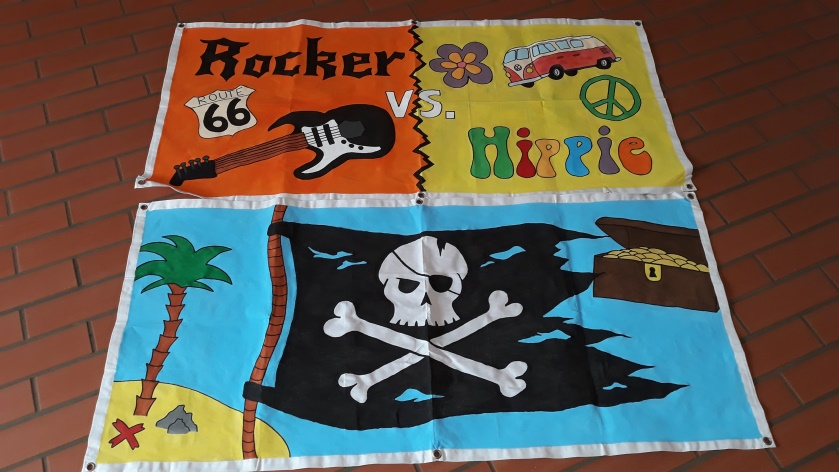 Rocker
ROUTE
66
VS.
Hippie